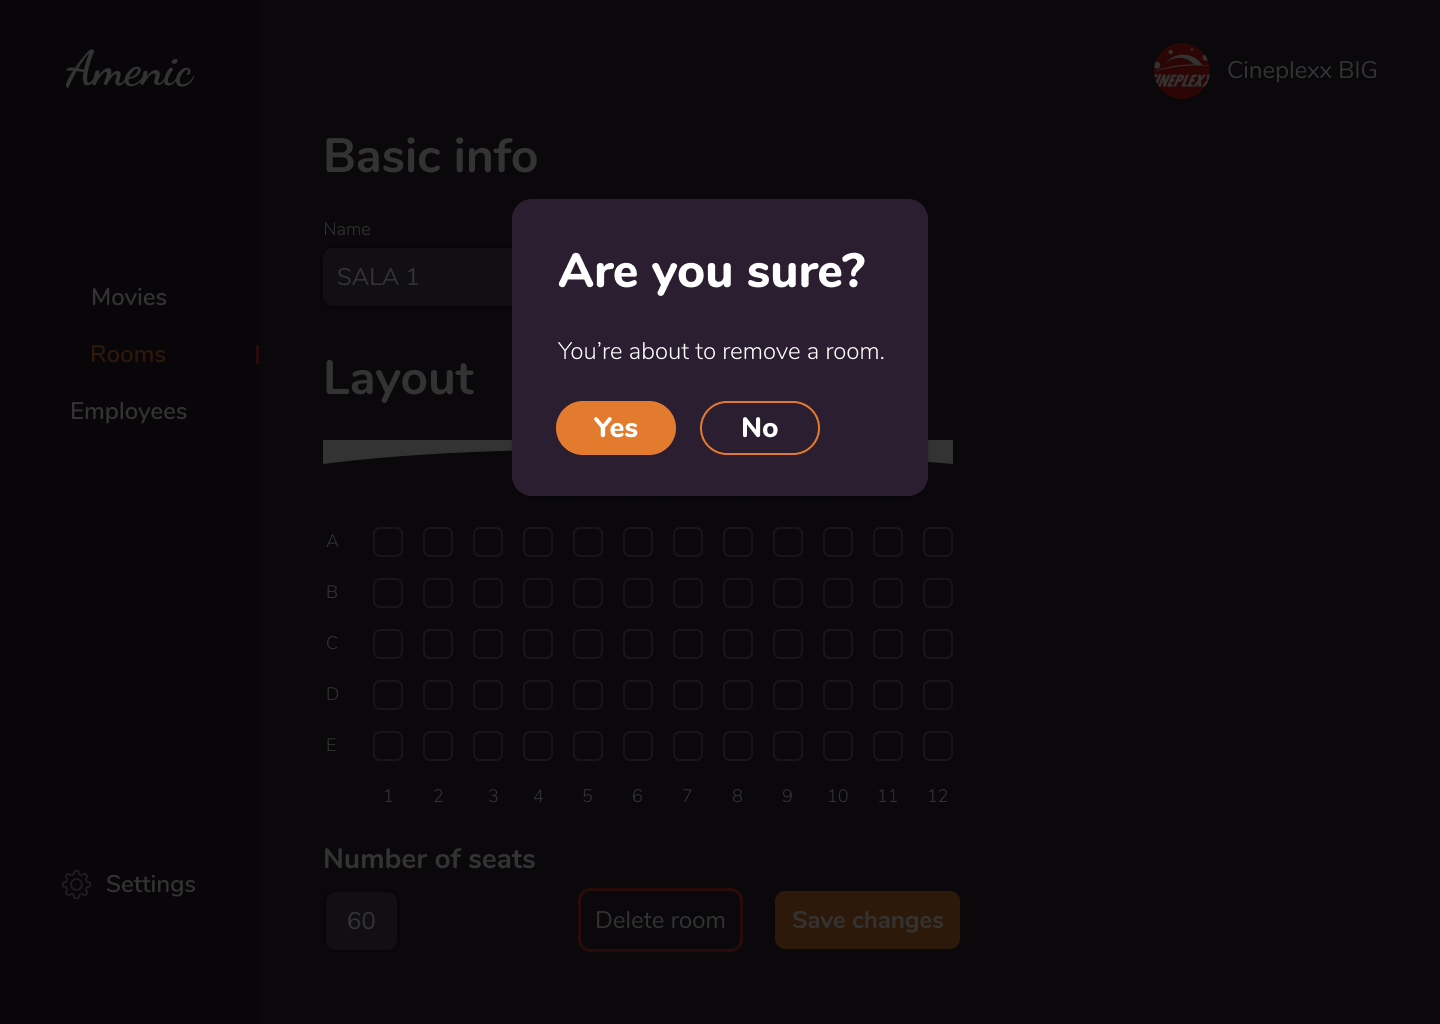 Amenic
CINEPLEXX
Cineplexx BIG
Basic info
Name
SALA 1
Movies
Rooms
Employees
Layout
Are you sure?
You’re about to remove a room.
Yes No
A
B
C
D
E
1 2 3 4 5 6 7 8 9 10 11 12
Number of seats
Settings
60
Delete room
Save changes